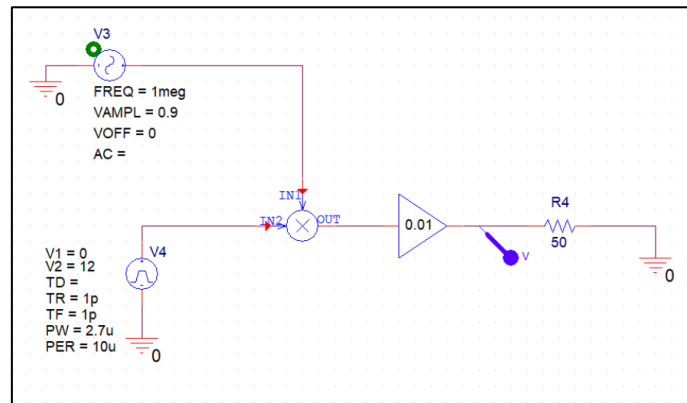 V3
0
FREQ = 1meg
VAMPL = 0.9
VOFF = 0
AC =
IN1
IN2
OUT
0.01
R4
50
V
0
V1 = 0
V2 = 12
TD =
TR = 1p
TF = 1p
PW = 2.7u
PER = 10u
V4
0